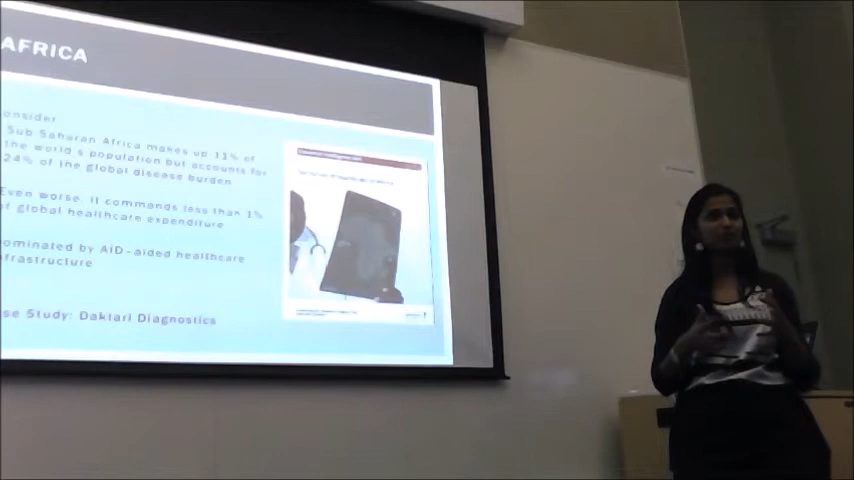 AFRICA
onsider
Sub Saharan Africa makes up 11% of
the world's population but accounts for
24% of the global disease burden
Even worse: it commands less than 1%
of global healthcare expenditure
ominated by AID-aided healthcare
nfrastructure
se Study: Daktari Diagnostics